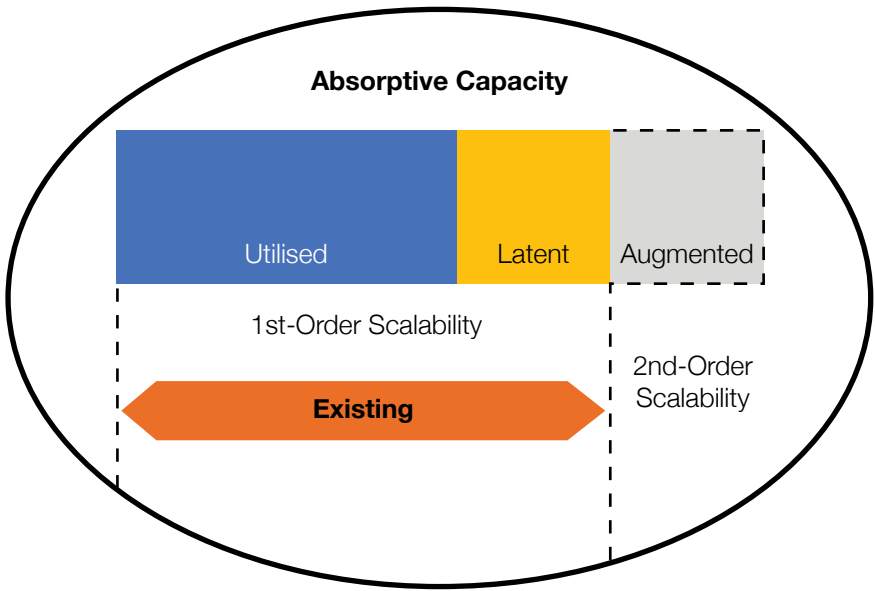 Absorptive Capacity
Utilised
Latent
Augmented
1st-Order Scalability
2nd-Order
Scalability
Existing